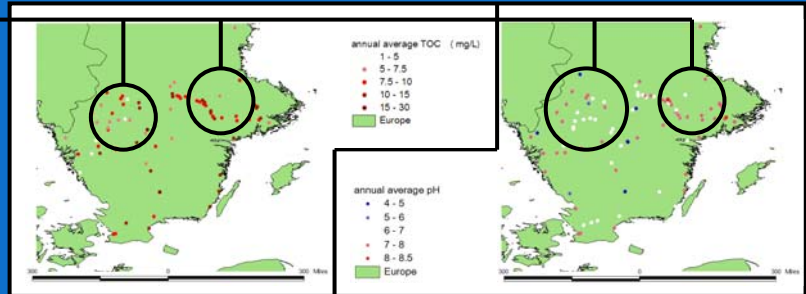 annual average TOC ( mg/L)
1 - 5
5 - 7.5
7.5 - 10
10 - 15
15 - 30
Europe
annual average pH
4 - 5
5 - 6
6 - 7
7 - 8
8 - 8.5
Europe
300 0 300 Miles
300 0 300 Miles